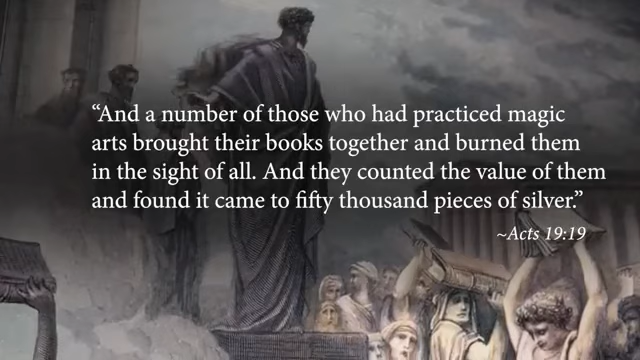 “And a number of those who had practiced magic
arts brought their books together and burned them
in the sight of all. And they counted the value of them
and found it came to fifty thousand pieces of silver.”
~Acts 19:19